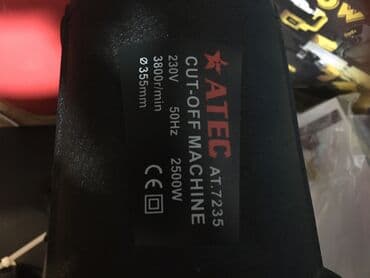 ATEC AT.7235
CUT-OFF MACHINE
230V 50Hz 2500W
3800r/min
Ø355mm CE